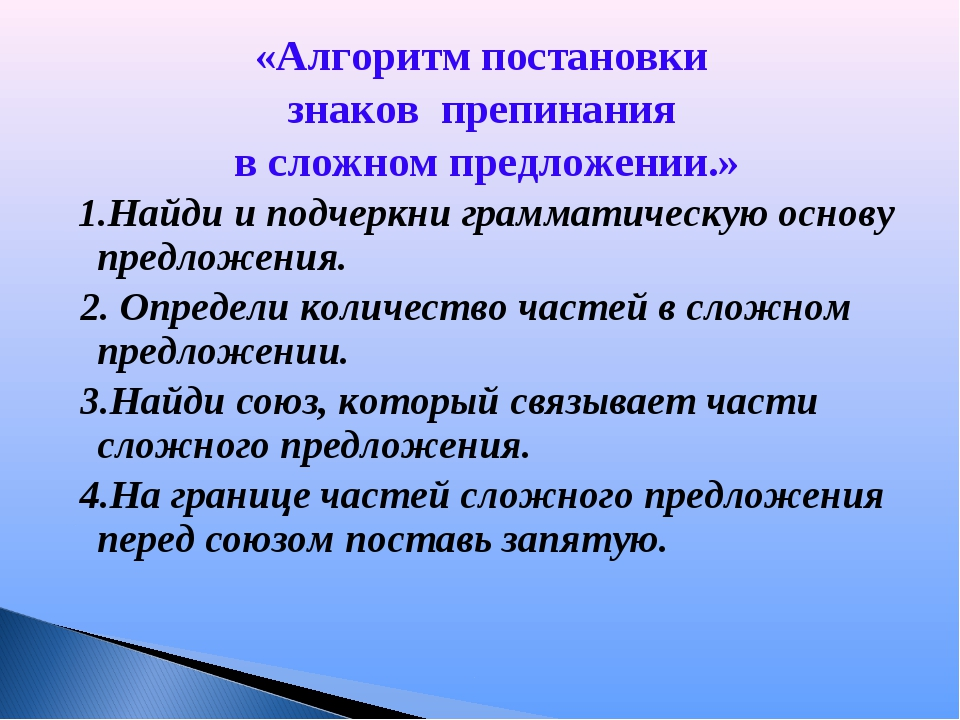 «Алгоритм постановки
знаков препинания
в сложном предложении.»
1.Найди и подчеркни грамматическую основу
предложения.
2. Определи количество частей в сложном
предложении.
3.Найди союз, который связывает части
сложного предложения.
4.На границе частей сложного предложения
перед союзом поставь запятую.